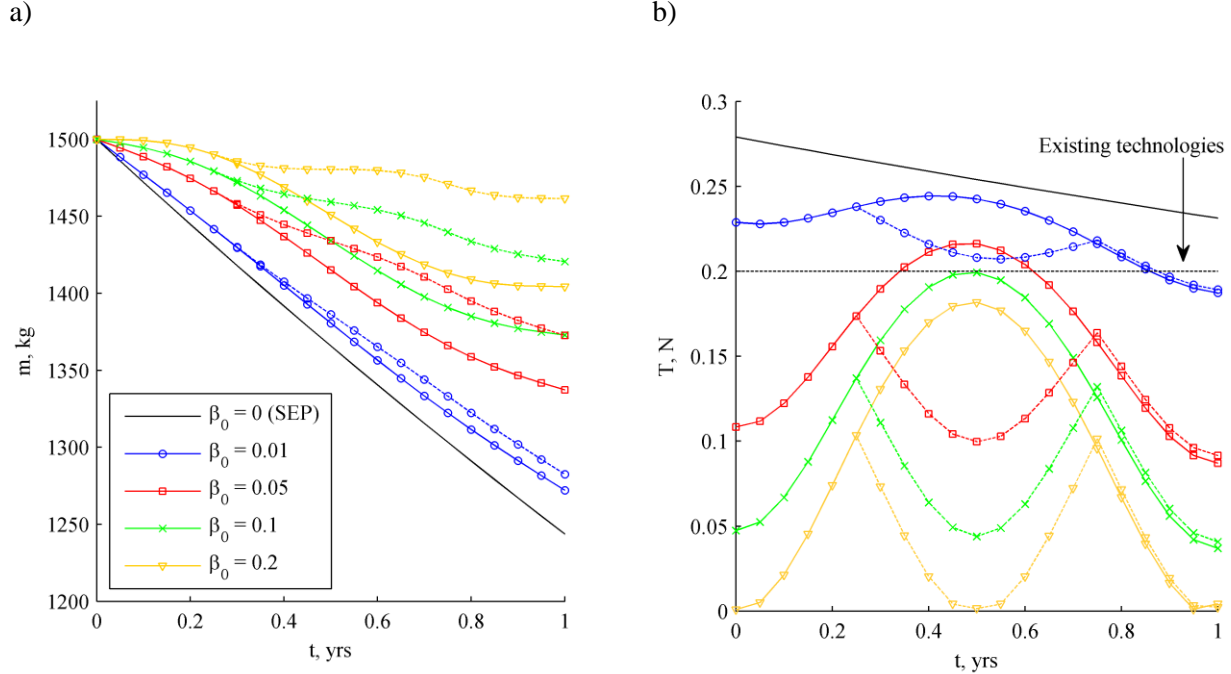 a)
b)
1500
1450
1400
1350
1300
1250
1200
m, kg
0
0.2
0.4
0.6
0.8
1
t, yrs
β₀ = 0 (SEP)
β₀ = 0.01
β₀ = 0.05
β₀ = 0.1
β₀ = 0.2
0.3
0.25
0.2
0.15
0.1
0.05
0
T, N
Existing technologies
0
0.2
0.4
0.6
0.8
1
t, yrs